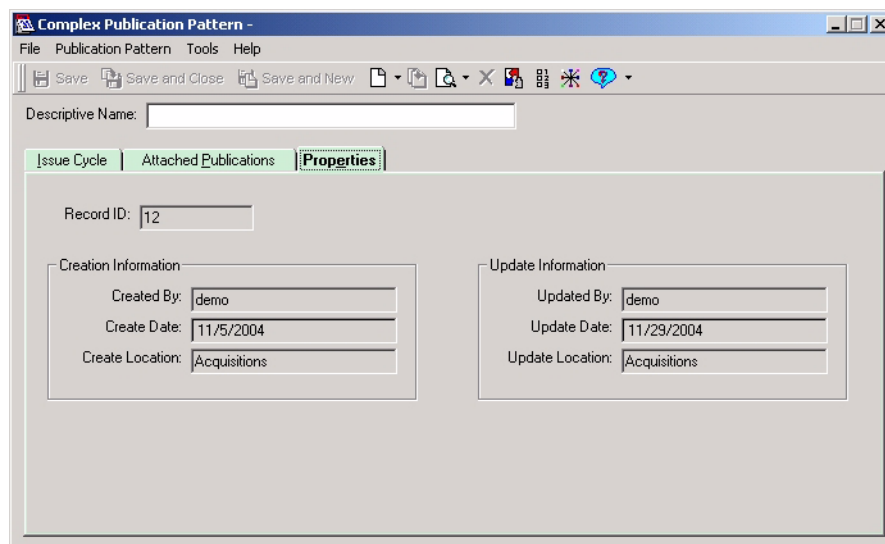 Complex Publication Pattern -
File Publication Pattern Tools Help
Save Save and Close Save and New
Descriptive Name:
Issue Cycle Attached Publications Properties
Record ID: 12
Creation Information Update Information
Created By: demo Updated By: demo
Create Date: 11/5/2004 Update Date: 11/29/2004
Create Location: Acquisitions Update Location: Acquisitions